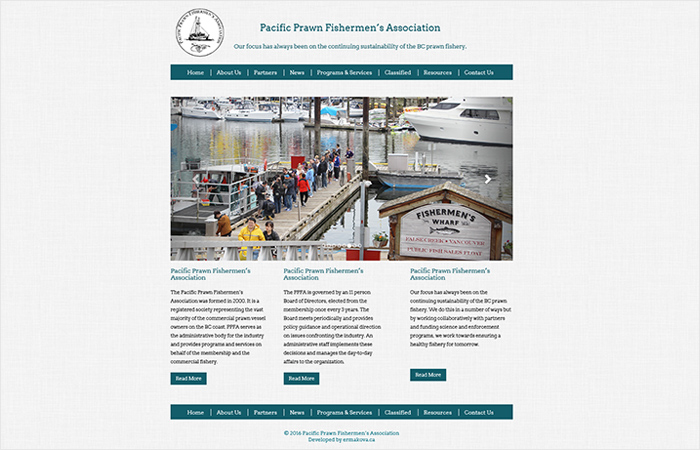 PACIFIC PRAWN FISHERMEN'S ASSOCIATION
Pacific Prawn Fishermen's Association
Our focus has always been on the continuing sustainability of the BC prawn fishery.
Home | About Us | Partners | News | Programs & Services | Classified | Resources | Contact Us
FISHERMEN'S
WHARF
FALSE CREEK • VANCOUVER
PUBLIC FISH SALES FLOAT
Pacific Prawn Fishermen's
Association
The Pacific Prawn Fishermen's
Association was formed in 2000. It is a
registered society representing the vast
majority of the commercial prawn vessel
owners on the BC coast. PPFA serves as
the administrative body for the industry
and provides programs and services on
behalf of the membership and the
commercial fishery.
Read More
Pacific Prawn Fishermen's
Association
The PPFA is governed by an 11 person
Board of Directors, elected from the
membership once every 3 years. The
Board meets periodically and provides
policy guidance and operational direction
on issues confronting the industry. An
administrative staff implements these
decisions and manages the day-to-day
affairs to the organization.
Read More
Pacific Prawn Fishermen's
Association
Our focus has always been on the
continuing sustainability of the BC prawn
fishery. We do this in a number of ways but
by working collaboratively with partners
and funding science and enforcement
programs, we work towards ensuring a
healthy fishery for tomorrow.
Read More
Home | About Us | Partners | News | Programs & Services | Classified | Resources | Contact Us
© 2016 Pacific Prawn Fishermen's Association
Developed by ermakova.ca